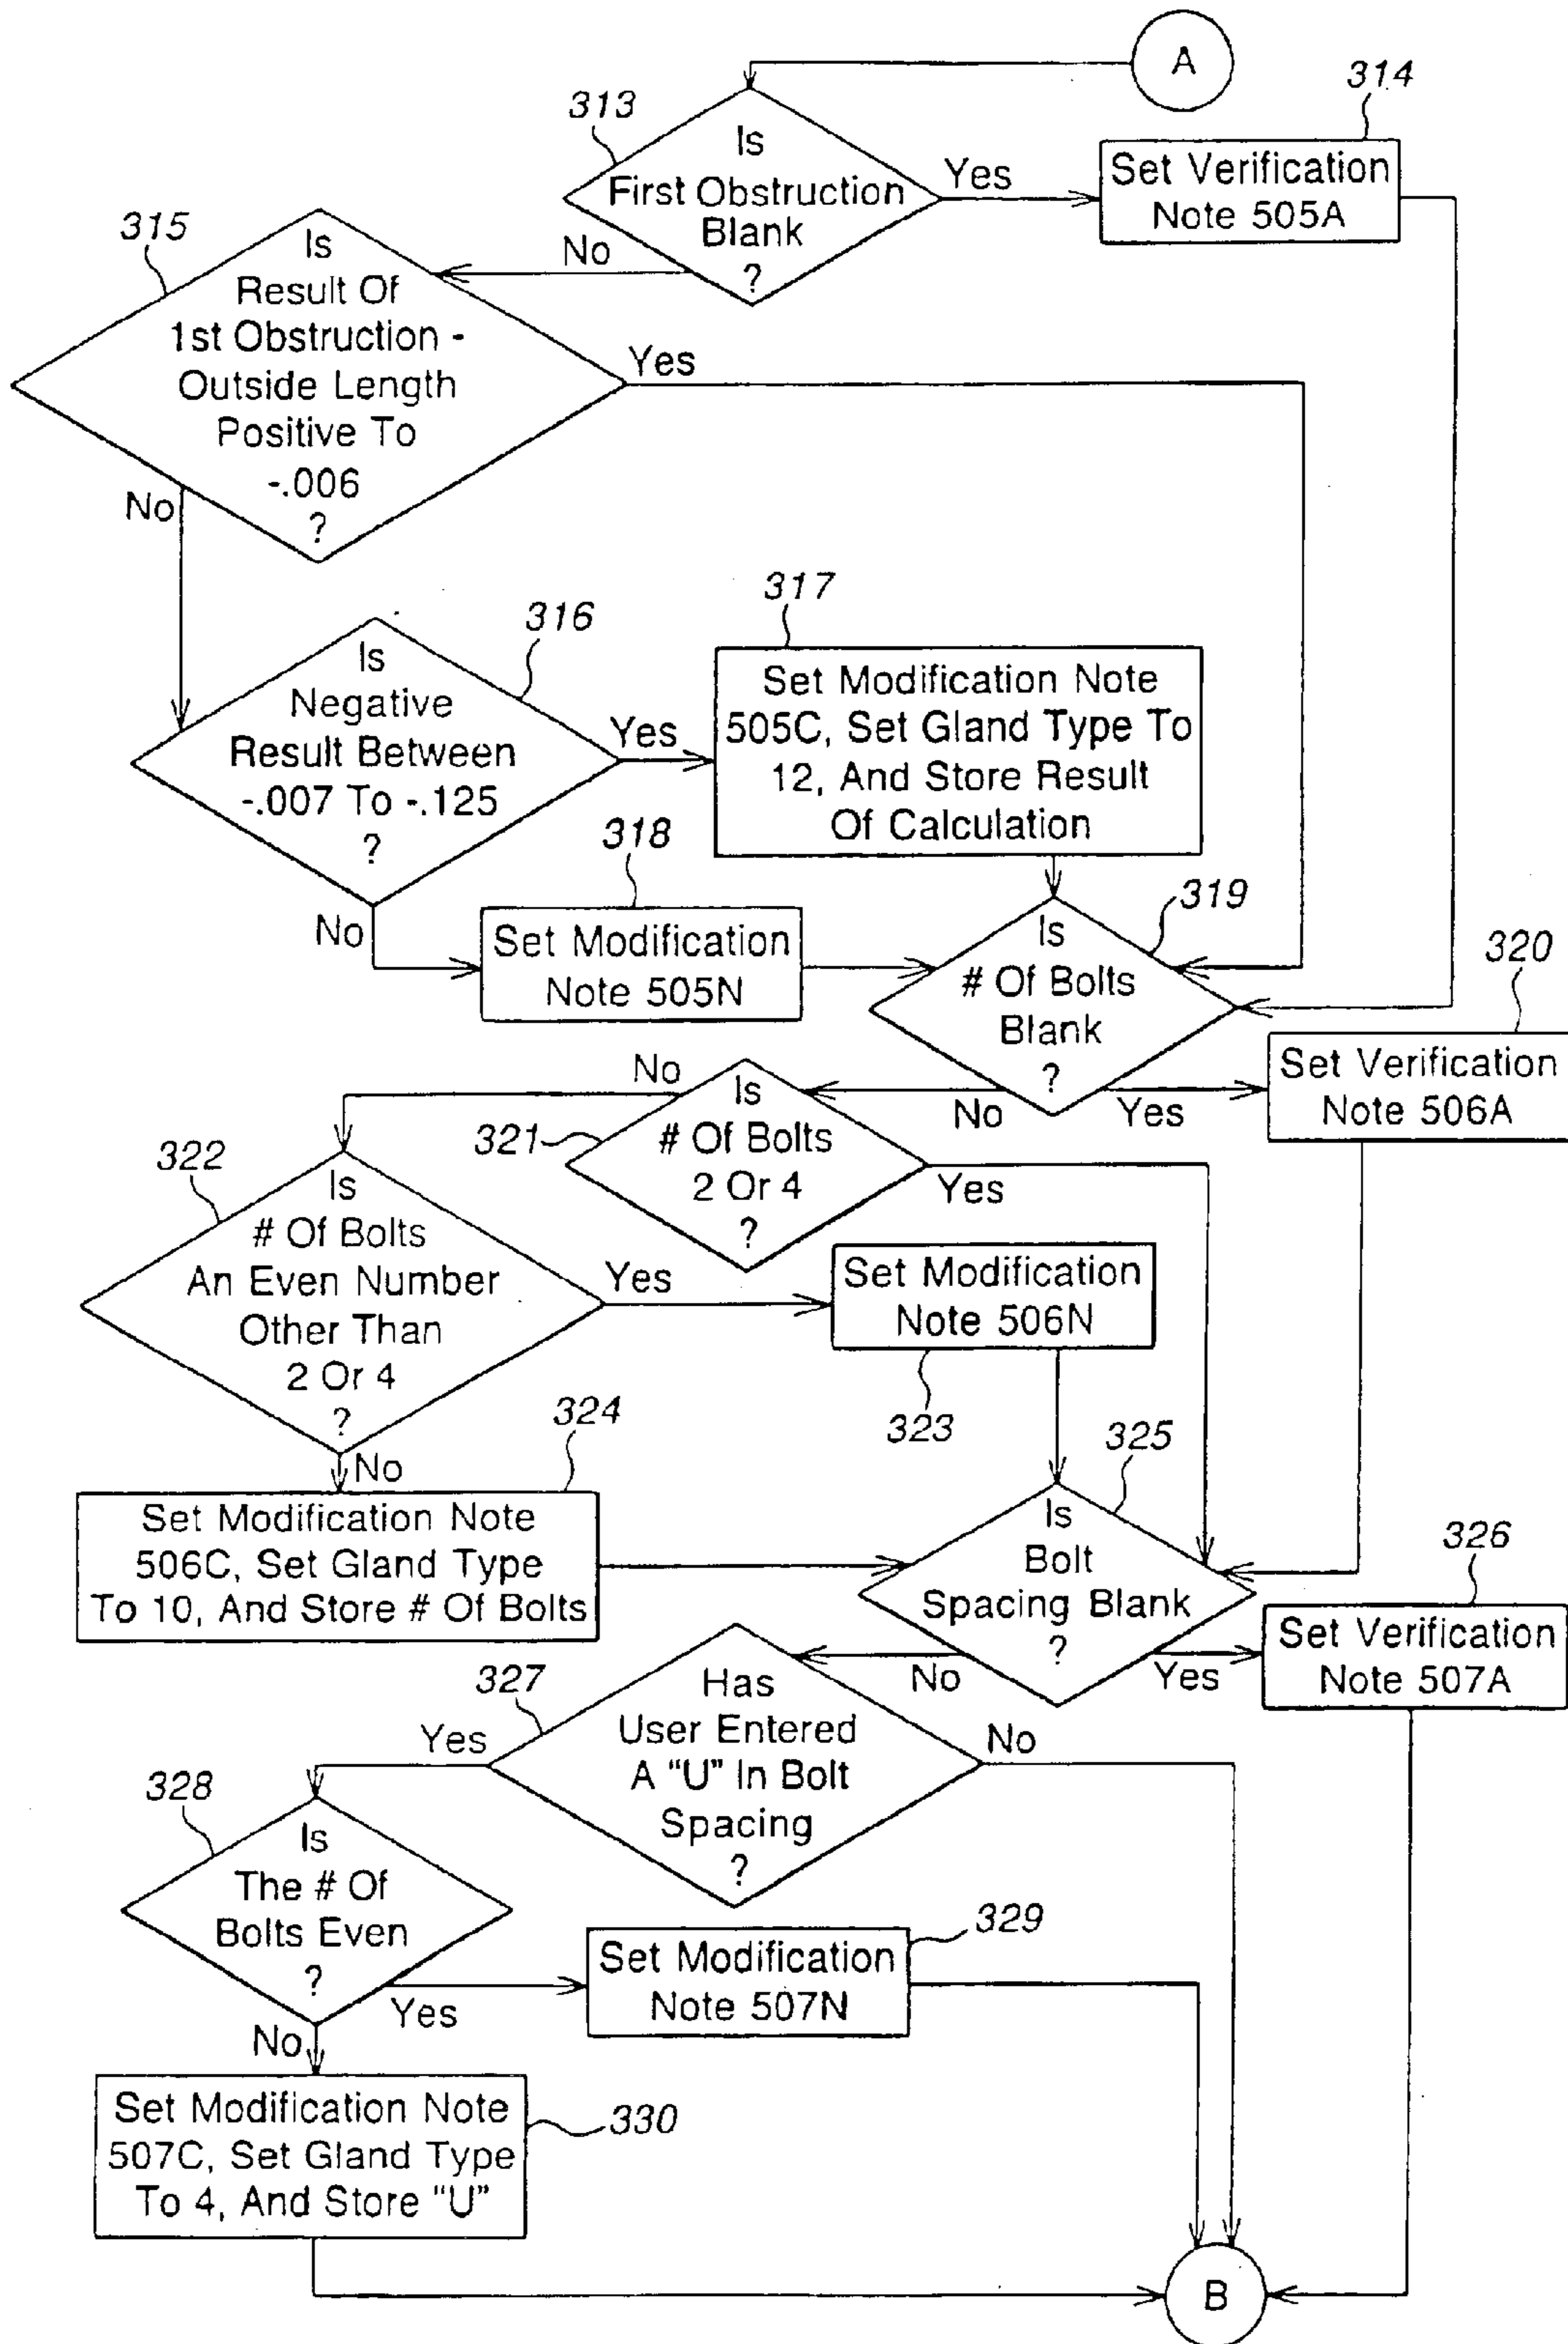 A
313
Is
First Obstruction
Blank
?
Yes
No
314
Set Verification
Note 505A
315
Is
Result Of
1st Obstruction -
Outside Length
Positive To
-.006
?
Yes
No
316
Is
Negative
Result Between
-.007 To -.125
?
Yes
No
317
Set Modification Note
505C, Set Gland Type To
12, And Store Result
Of Calculation
318
Set Modification
Note 505N
319
Is
# Of Bolts
Blank
?
No
Yes
320
Set Verification
Note 506A
321
Is
# Of Bolts
2 Or 4
?
No
Yes
322
Is
# Of Bolts
An Even Number
Other Than
2 Or 4
?
Yes
No
Set Modification
Note 506N
323
324
Set Modification Note
506C, Set Gland Type
To 10, And Store # Of Bolts
325
Is
Bolt
Spacing Blank
?
No
Yes
326
Set Verification
Note 507A
327
Has
User Entered
A "U" In Bolt
Spacing
?
Yes
No
328
Is
The # Of
Bolts Even
?
Yes
No
329
Set Modification
Note 507N
Set Modification Note
507C, Set Gland Type
To 4, And Store "U"
330
B